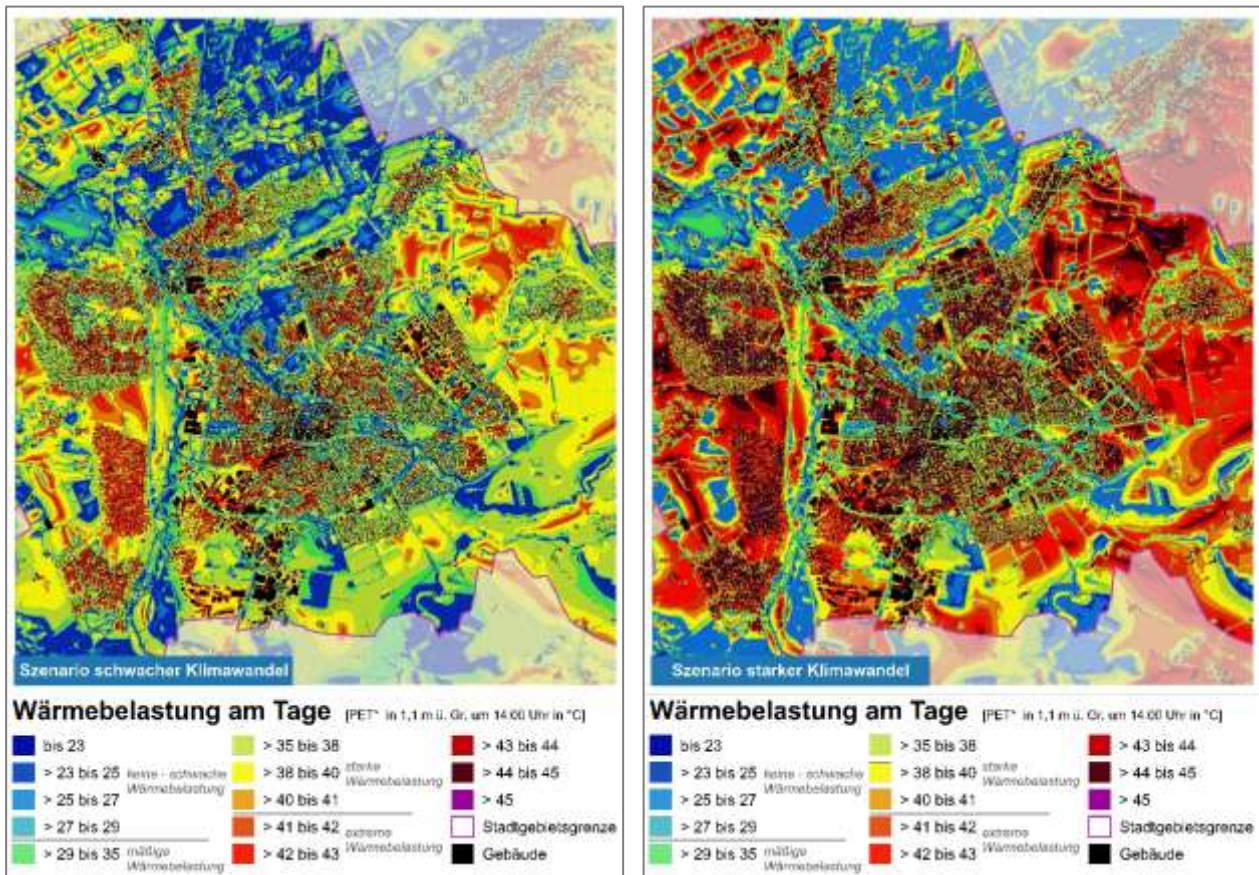 Szenario schwacher Klimawandel
Wärmebelastung am Tage [PET* in 1,1 m ü. Gr. um 14:00 Uhr in °C]
bis 23
> 23 bis 25
> 25 bis 27
> 27 bis 29
> 29 bis 35
keine - schwache Wärmebelastung
mäßige Wärmebelastung
> 35 bis 38
> 38 bis 40
> 40 bis 41
> 41 bis 42
> 42 bis 43
starke Wärmebelastung
extreme Wärmebelastung
> 43 bis 44
> 44 bis 45
> 45
Stadtgebietsgrenze
Gebäude
Szenario starker Klimawandel
Wärmebelastung am Tage [PET* in 1,1 m ü. Gr. um 14:00 Uhr in °C]
bis 23
> 23 bis 25
> 25 bis 27
> 27 bis 29
> 29 bis 35
keine - schwache Wärmebelastung
mäßige Wärmebelastung
> 35 bis 38
> 38 bis 40
> 40 bis 41
> 41 bis 42
> 42 bis 43
starke Wärmebelastung
extreme Wärmebelastung
> 43 bis 44
> 44 bis 45
> 45
Stadtgebietsgrenze
Gebäude